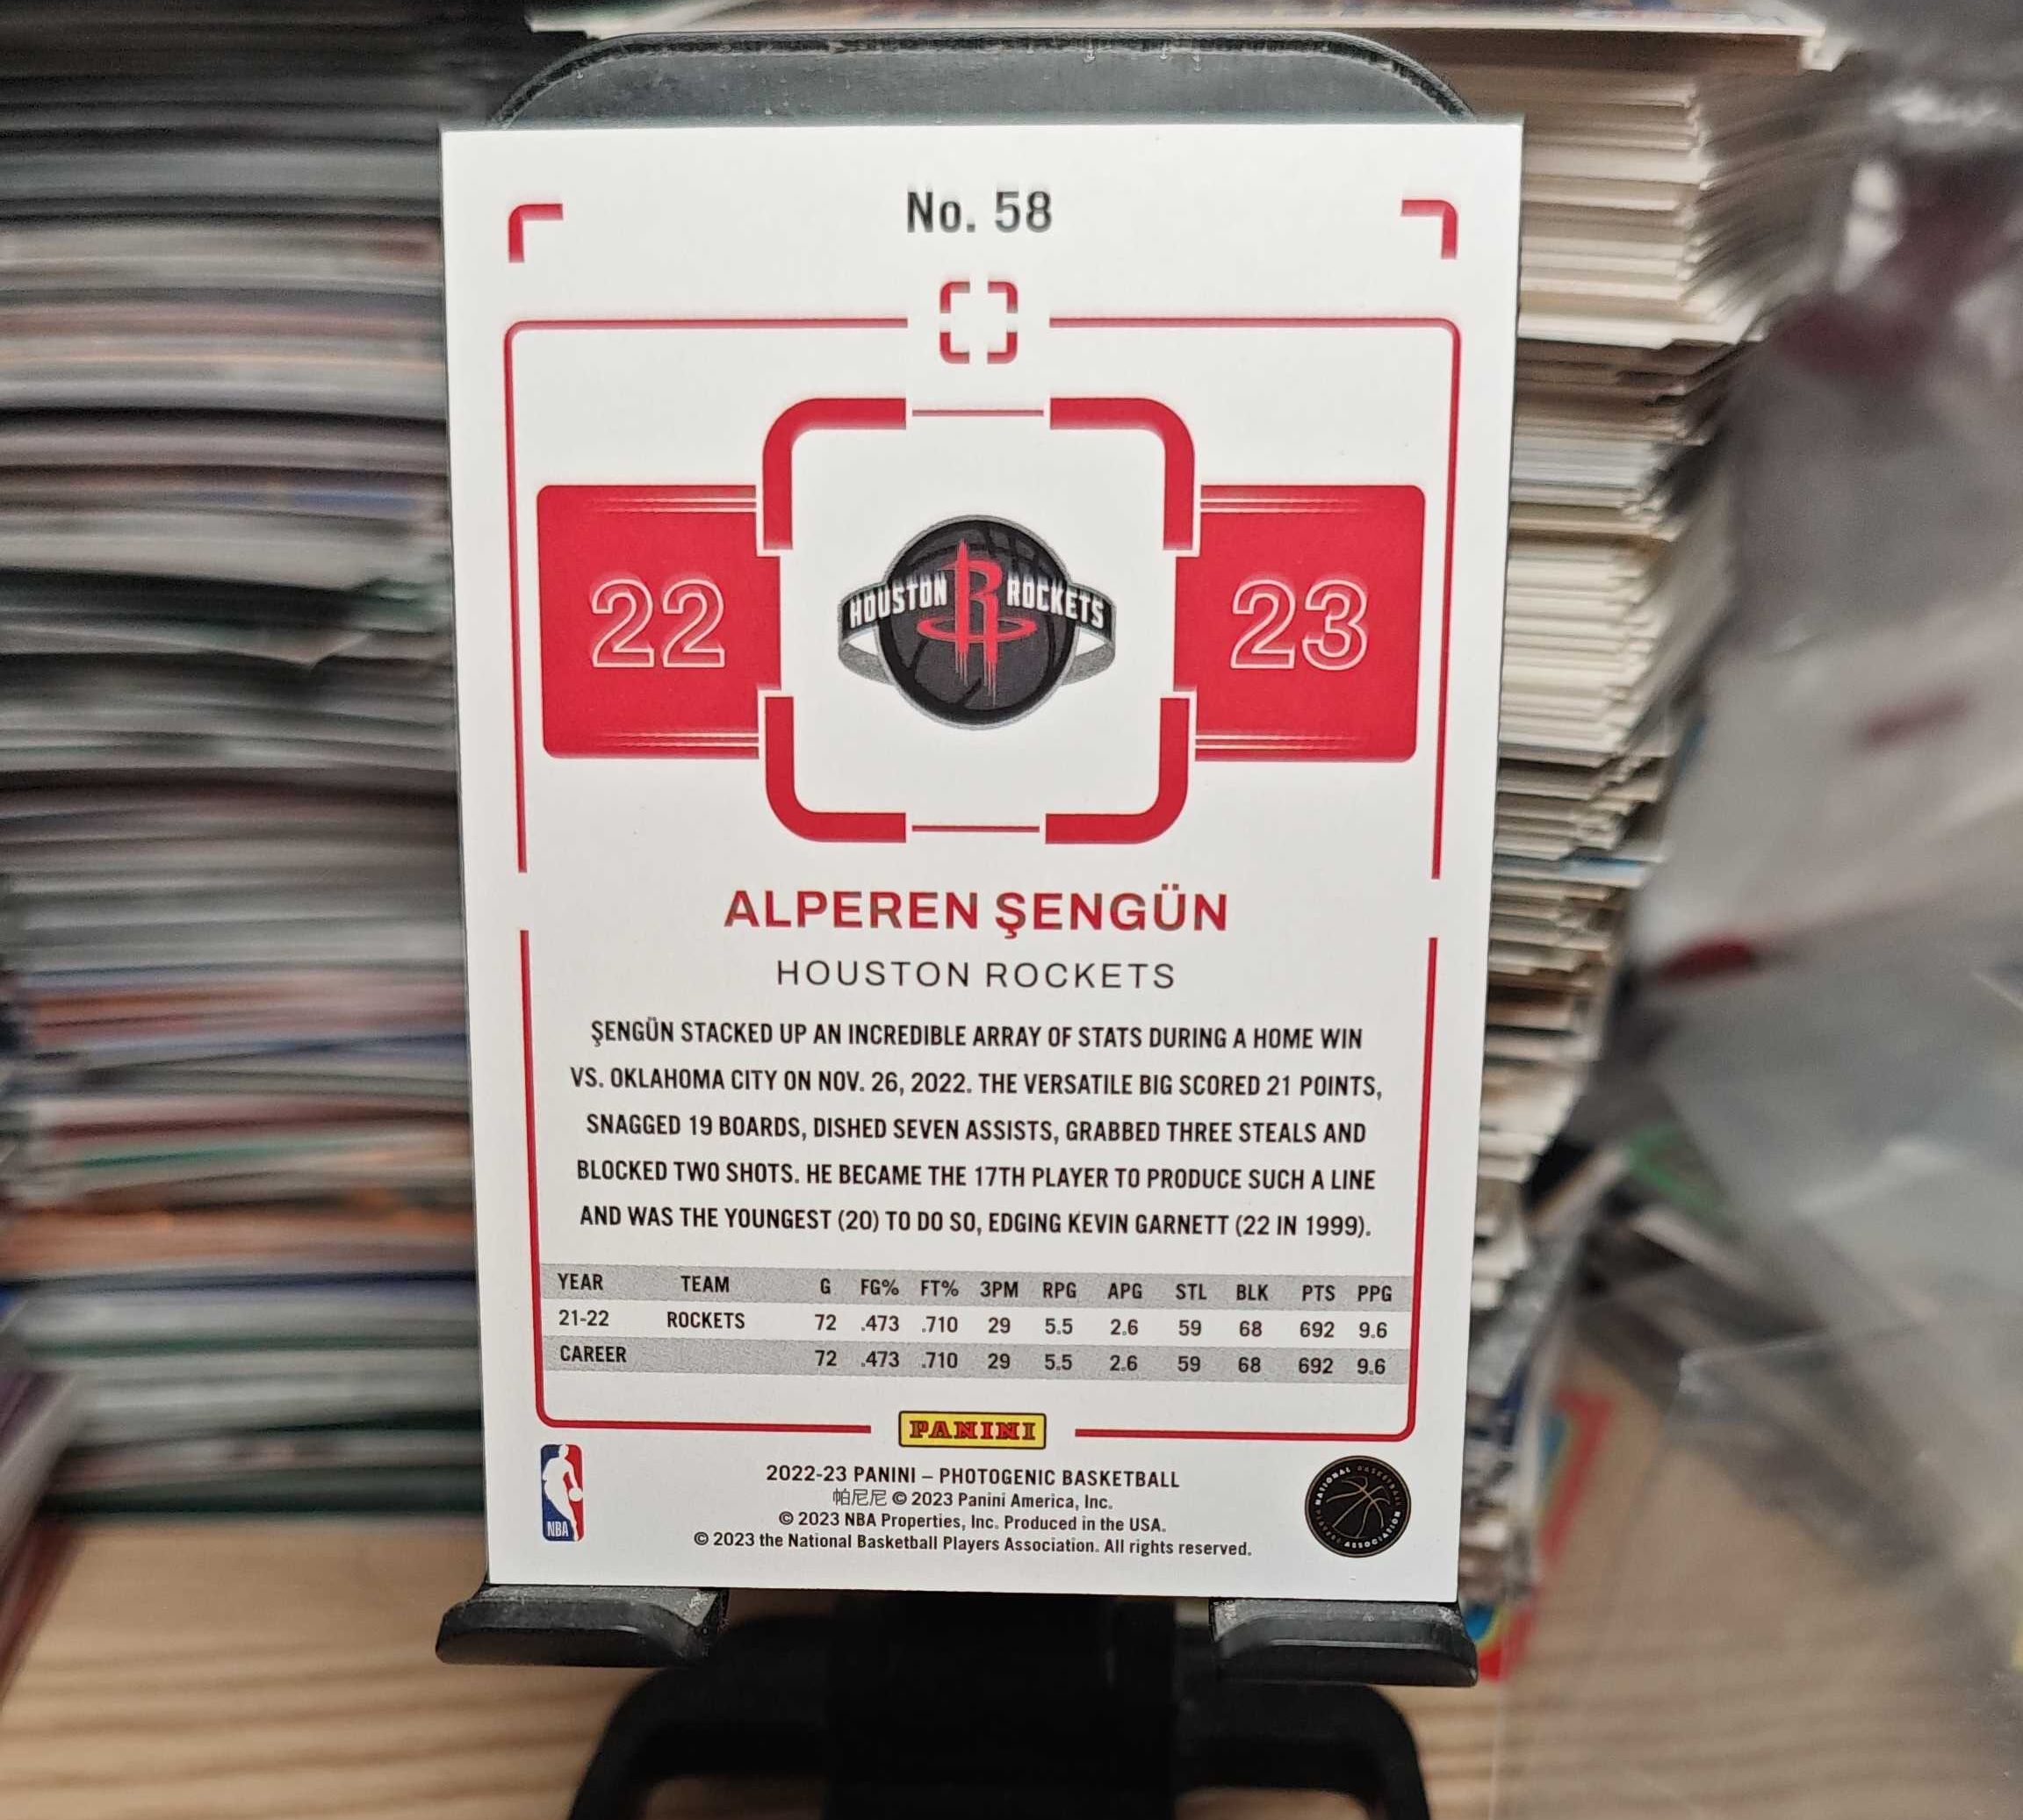 No. 58
22
HOUSTON R ROCKETS
23
ALPEREN ŞENGÜN
HOUSTON ROCKETS
ŞENGÜN STACKED UP AN INCREDIBLE ARRAY OF STATS DURING A HOME WIN
VS. OKLAHOMA CITY ON NOV. 26, 2022. THE VERSATILE BIG SCORED 21 POINTS,
SNAGGED 19 BOARDS, DISHED SEVEN ASSISTS, GRABBED THREE STEALS AND
BLOCKED TWO SHOTS. HE BECAME THE 17TH PLAYER TO PRODUCE SUCH A LINE
AND WAS THE YOUNGEST (20) TO DO SO, EDGING KEVIN GARNETT (22 IN 1999).
YEAR TEAM G FG% FT% 3PM RPG APG STL BLK PTS PPG
21-22 ROCKETS 72 .473 .710 29 5.5 2.6 59 68 692 9.6
CAREER 72 .473 .710 29 5.5 2.6 59 68 692 9.6
PANINI
NBA
2022-23 PANINI – PHOTOGENIC BASKETBALL
帕尼尼 © 2023 Panini America, Inc.
© 2023 NBA Properties, Inc. Produced in the USA.
© 2023 the National Basketball Players Association. All rights reserved.
NATIONAL BASKETBALL PLAYERS ASSOCIATION